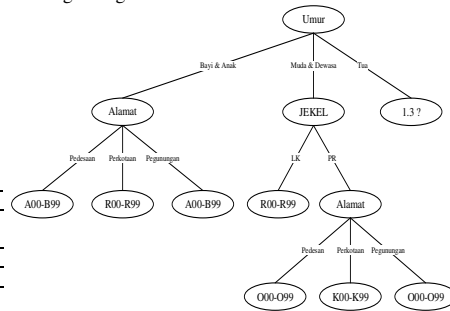 Umur
Bayi & Anak Muda & Dewasa Tua
Alamat JEKEL 1.3 ?
Pedesaan Perkotaan Pegunungan LK PR
A00-B99 R00-R99 A00-B99 R00-R99 Alamat
Pedesan Perkotaan Pegunungan
O00-O99 K00-K99 O00-O99